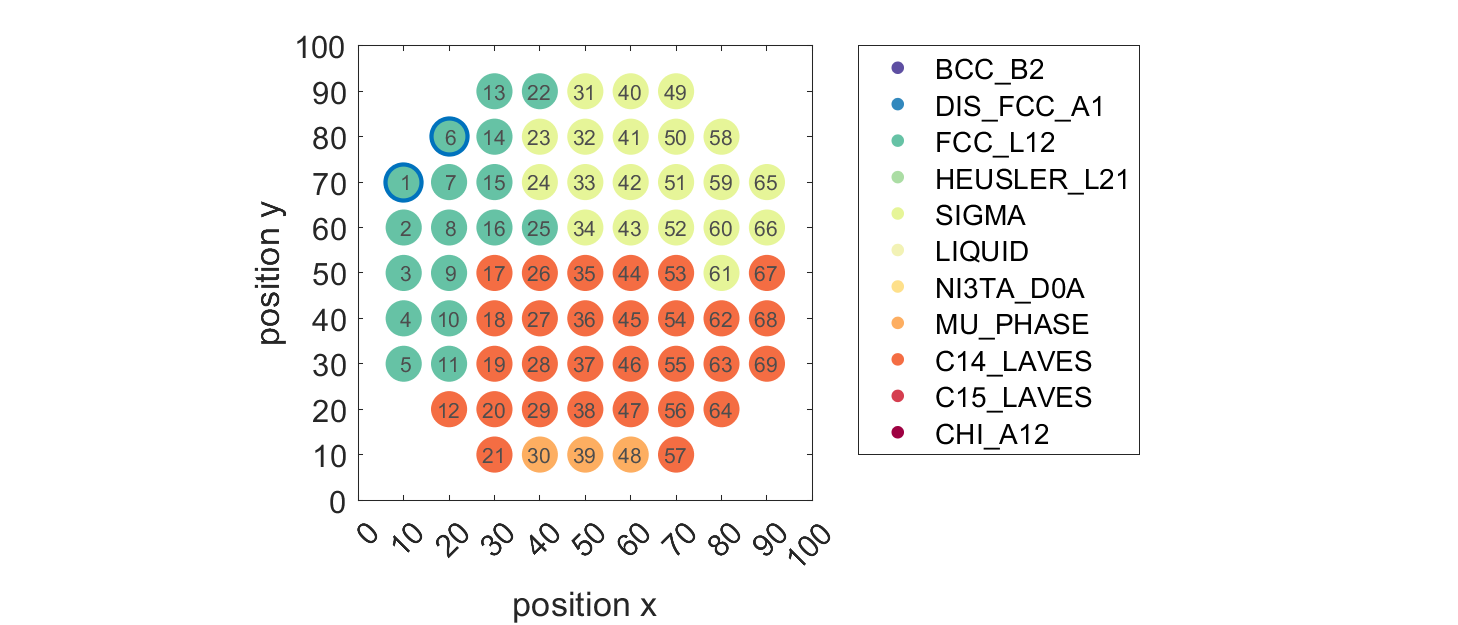 100
90 13 22 31 40 49
80 6 14 23 32 41 50 58
70 1 7 15 24 33 42 51 59 65
60 2 8 16 25 34 43 52 60 66
50 3 9 17 26 35 44 53 61 67
40 4 10 18 27 36 45 54 62 68
30 5 11 19 28 37 46 55 63 69
20 12 20 29 38 47 56 64
10 21 30 39 48 57
0
0 10 20 30 40 50 60 70 80 90 100
position x
position y
BCC_B2
DIS_FCC_A1
FCC_L12
HEUSLER_L21
SIGMA
LIQUID
NI3TA_D0A
MU_PHASE
C14_LAVES
C15_LAVES
CHI_A12